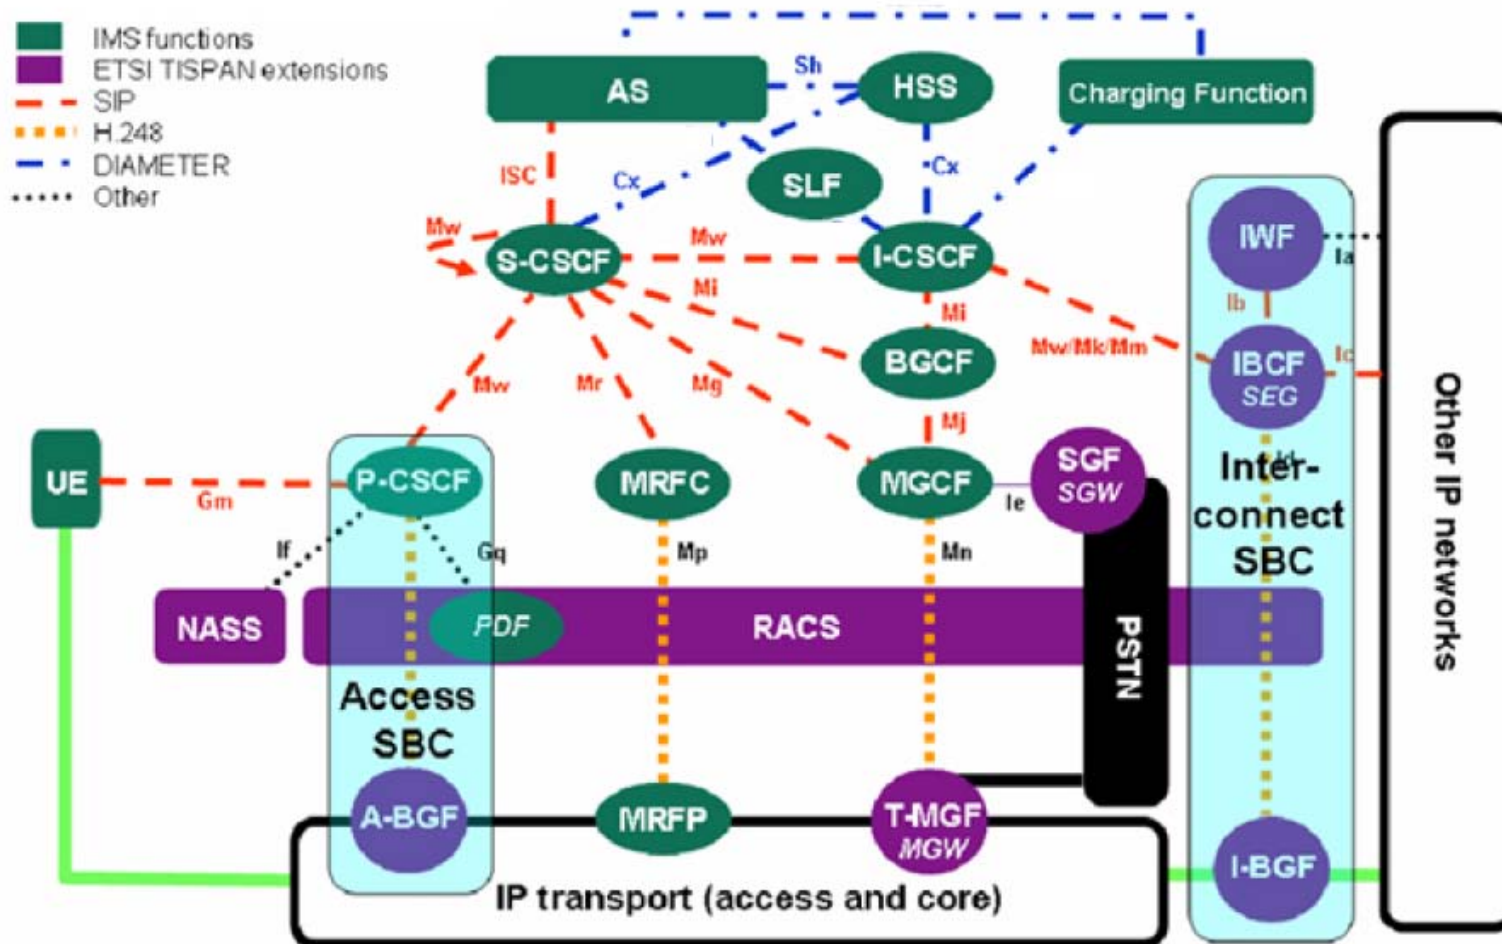 IMS functions
ETSI TISPAN extensions
SIP
H.248
DIAMETER
Other
AS
Sh
HSS
Charging Function
ISC
Cx
SLF
Cx
Mw
S-CSCF
Mw
I-CSCF
IWF
Ia
Mi
Mi
Ib
Mw/Mk/Mm
BGCF
IBCF
SEG
Ic
Mw
Mr
Mg
Mj
UE
Gm
P-CSCF
MRFC
MGCF
Ie
SGF
SGW
Inter-
connect
SBC
If
Gq
Mp
Mn
NASS
PDF
RACS
PSTN
Other IP networks
Access
SBC
A-BGF
MRFP
T-MGF
MGW
I-BGF
IP transport (access and core)